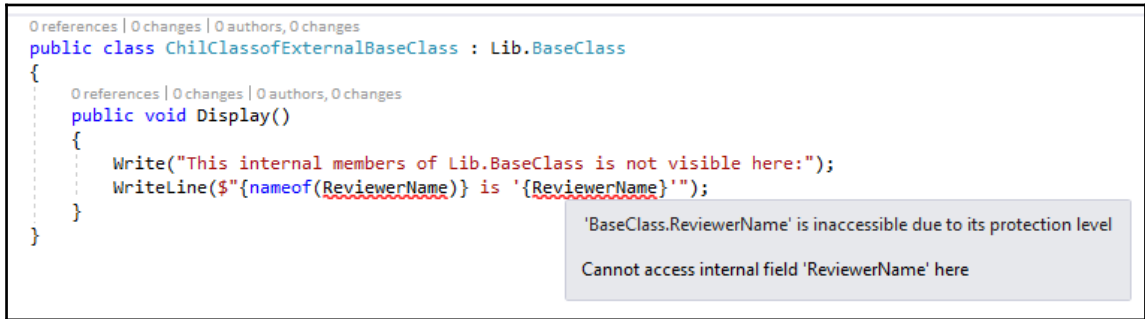 0 references | 0 changes | 0 authors, 0 changes
public class ChilClassofExternalBaseClass : Lib.BaseClass
{
0 references | 0 changes | 0 authors, 0 changes
public void Display()
{
Write("This internal members of Lib.BaseClass is not visible here:");
WriteLine($"{nameof(ReviewerName)} is '{ReviewerName}'");
}
}
'BaseClass.ReviewerName' is inaccessible due to its protection level
Cannot access internal field 'ReviewerName' here